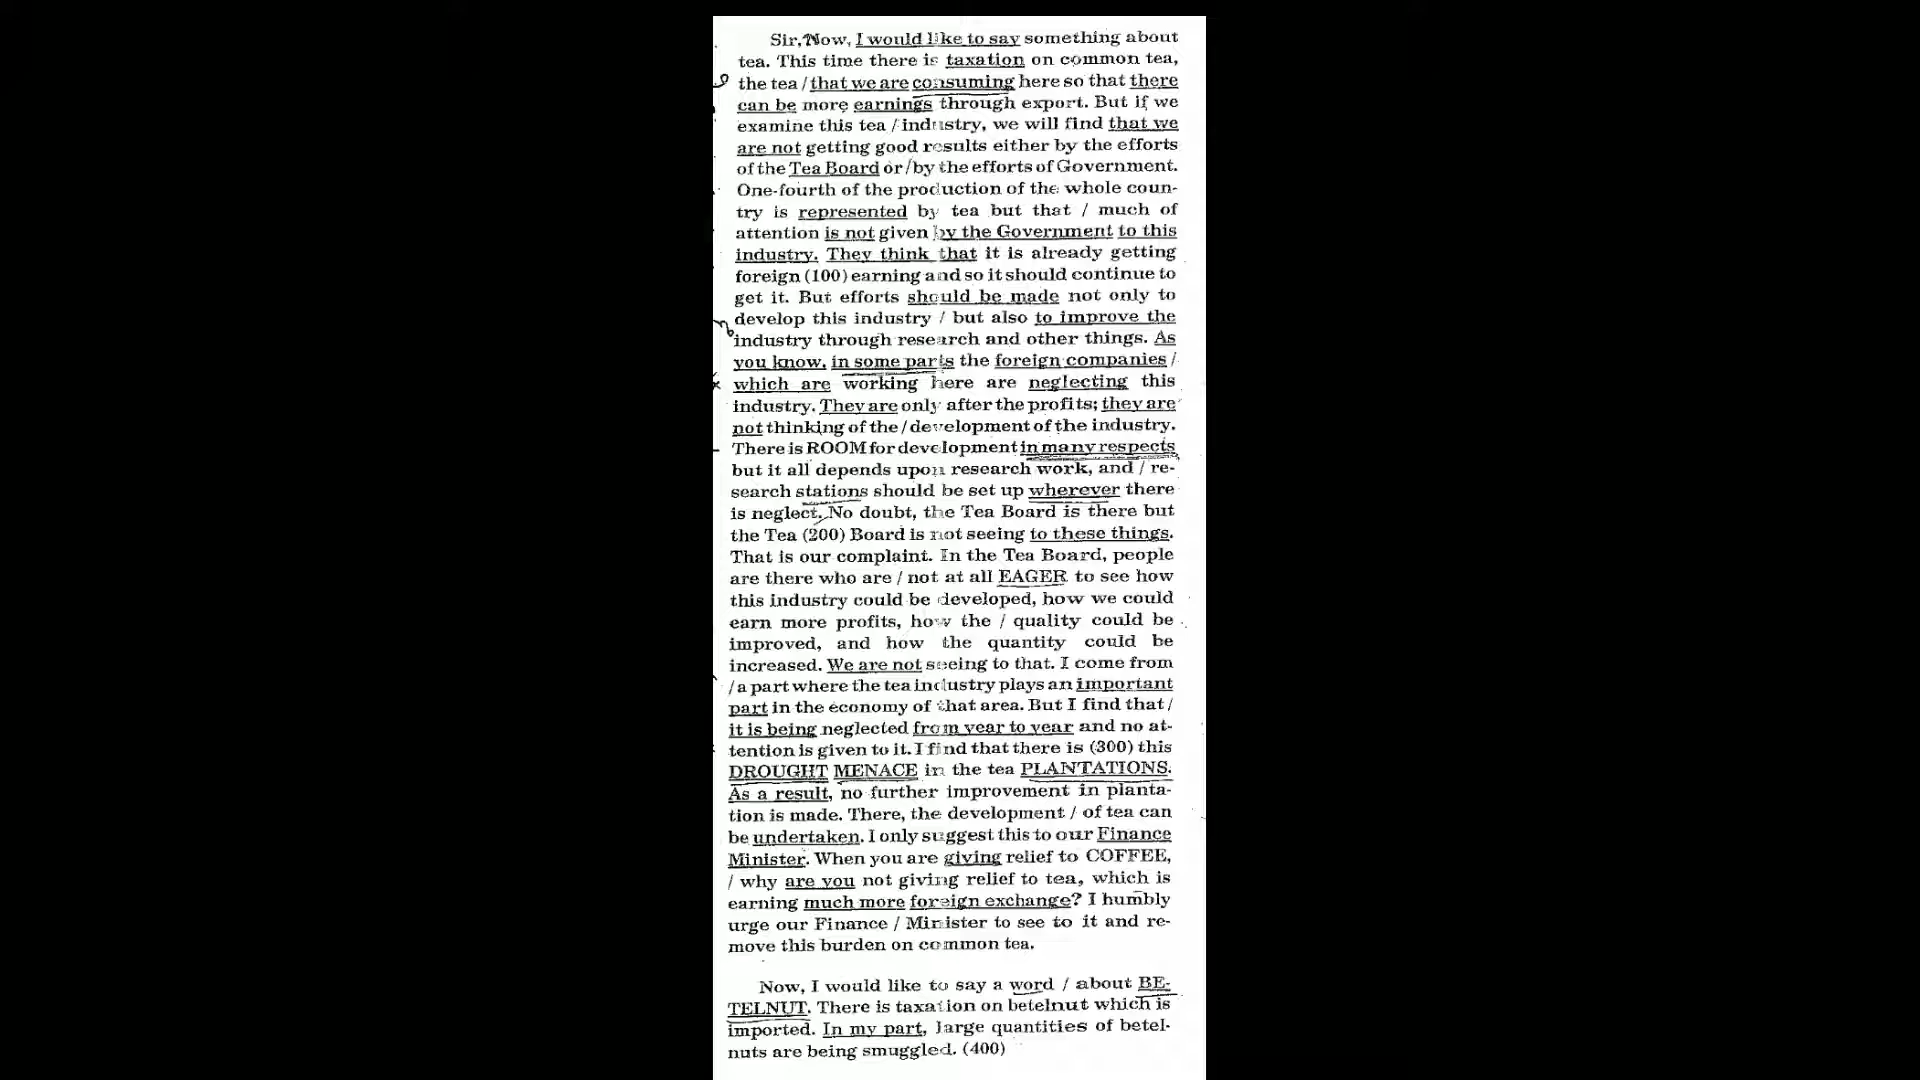 Sir, Now, I would like to say something about
tea. This time there is taxation on common tea,
the tea / that we are consuming here so that there
can be more earnings through export. But if we
examine this tea / industry, we will find that we
are not getting good results either by the efforts
of the Tea Board or / by the efforts of Government.
One-fourth of the production of the whole coun-
try is represented by tea but that / much of
attention is not given by the Government to this
industry. They think that it is already getting
foreign (100) earning and so it should continue to
get it. But efforts should be made not only to
develop this industry / but also to improve the
industry through research and other things. As
you know, in some parts the foreign companies /
which are working here are neglecting this
industry. They are only after the profits; they are
not thinking of the / development of the industry.
There is ROOM for development in many respects
but it all depends upon research work, and / re-
search stations should be set up wherever there
is neglect. No doubt, the Tea Board is there but
the Tea (200) Board is not seeing to these things.
That is our complaint. In the Tea Board, people
are there who are / not at all EAGER to see how
this industry could be developed, how we could
earn more profits, how the / quality could be
improved, and how the quantity could be
increased. We are not seeing to that. I come from
/ a part where the tea industry plays an important
part in the economy of that area. But I find that /
it is being neglected from year to year and no at-
tention is given to it. I find that there is (300) this
DROUGHT MENACE in the tea PLANTATIONS.
As a result, no further improvement in planta-
tion is made. There, the development / of tea can
be undertaken. I only suggest this to our Finance
Minister. When you are giving relief to COFFEE,
/ why are you not giving relief to tea, which is
earning much more foreign exchange? I humbly
urge our Finance / Minister to see to it and re-
move this burden on common tea.
Now, I would like to say a word / about BE-
TELNUT. There is taxation on betelnut which is
imported. In my part, large quantities of betel-
nuts are being smuggled. (400)